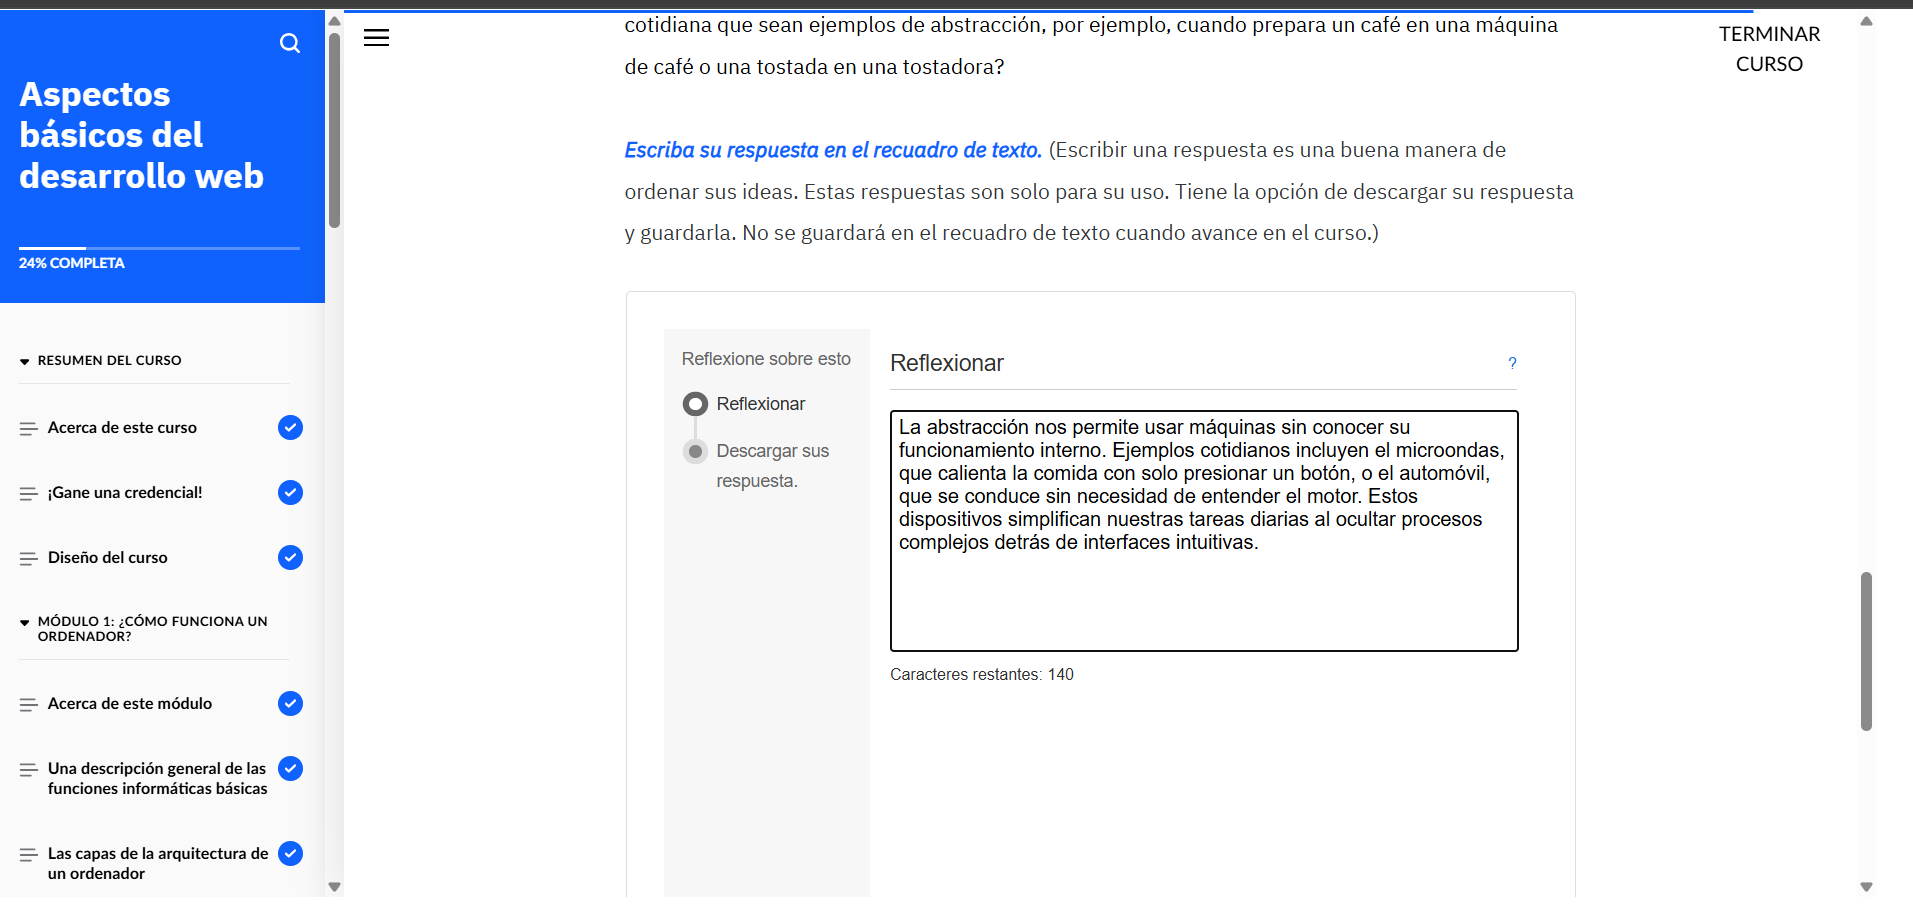 Aspectos
básicos del
desarrollo web
24% COMPLETA
RESUMEN DEL CURSO
Acerca de este curso
¡Gane una credencial!
Diseño del curso
MÓDULO 1: ¿CÓMO FUNCIONA UN
ORDENADOR?
Acerca de este módulo
Una descripción general de las
funciones informáticas básicas
Las capas de la arquitectura de
un ordenador
cotidiana que sean ejemplos de abstracción, por ejemplo, cuando prepara un café en una máquina
de café o una tostada en una tostadora?
TERMINAR
CURSO
Escriba su respuesta en el recuadro de texto. (Escribir una respuesta es una buena manera de
ordenar sus ideas. Estas respuestas son solo para su uso. Tiene la opción de descargar su respuesta
y guardarla. No se guardará en el recuadro de texto cuando avance en el curso.)
Reflexione sobre esto
Reflexionar
Descargar sus
respuesta.
Reflexionar
?
La abstracción nos permite usar máquinas sin conocer su
funcionamiento interno. Ejemplos cotidianos incluyen el microondas,
que calienta la comida con solo presionar un botón, o el automóvil,
que se conduce sin necesidad de entender el motor. Estos
dispositivos simplifican nuestras tareas diarias al ocultar procesos
complejos detrás de interfaces intuitivas.
Caracteres restantes: 140